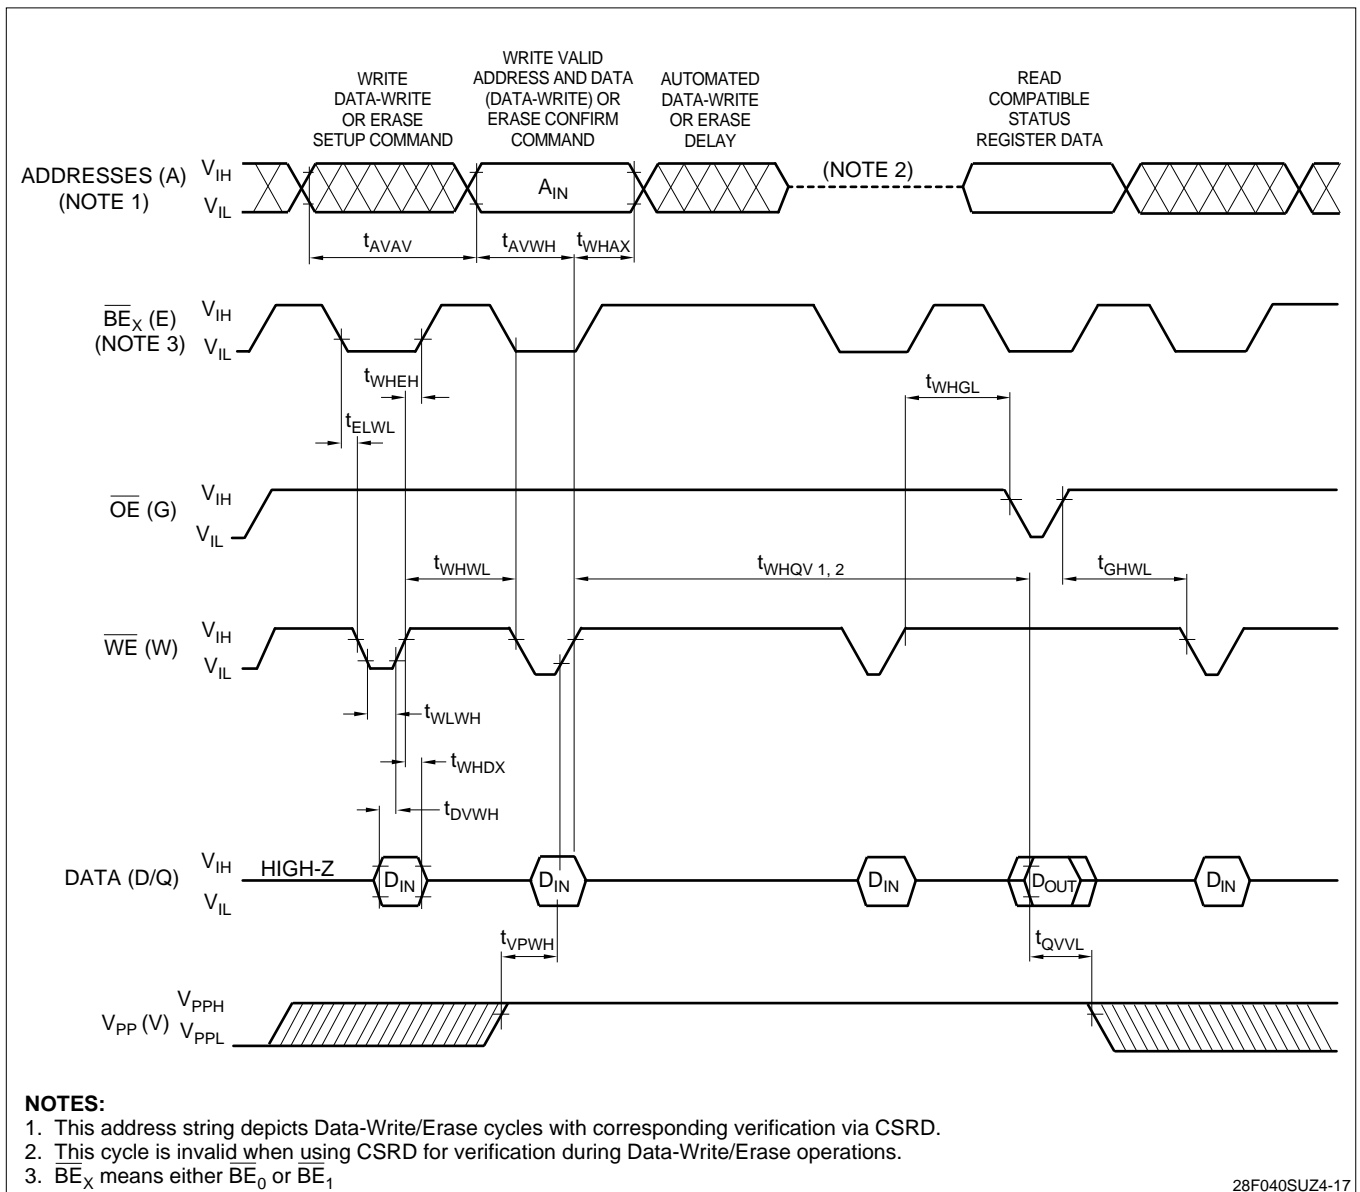 WRITE
DATA-WRITE
OR ERASE
SETUP COMMAND
WRITE VALID
ADDRESS AND DATA
(DATA-WRITE) OR
ERASE CONFIRM
COMMAND
AUTOMATED
DATA-WRITE
OR ERASE
DELAY
READ
COMPATIBLE
STATUS
REGISTER DATA
ADDRESSES (A)
(NOTE 1)
VIH
VIL
AIN
(NOTE 2)
tAVAV
tAVWH
tWHAX
BEX (E)
(NOTE 3)
VIH
VIL
tWHEH
tWHGL
tELWL
OE (G)
VIH
VIL
tWHWL
tWHQV 1, 2
tGHWL
WE (W)
VIH
VIL
tWLWH
tWHDX
tDVWH
DATA (D/Q)
VIH
VIL
HIGH-Z
DIN
DIN
DIN
DOUT
DIN
tVPWH
tQVVL
VPP (V)
VPPH
VPPL
NOTES:
1. This address string depicts Data-Write/Erase cycles with corresponding verification via CSRD.
2. This cycle is invalid when using CSRD for verification during Data-Write/Erase operations.
3. BEX means either BE0 or BE1
28F040SUZ4-17